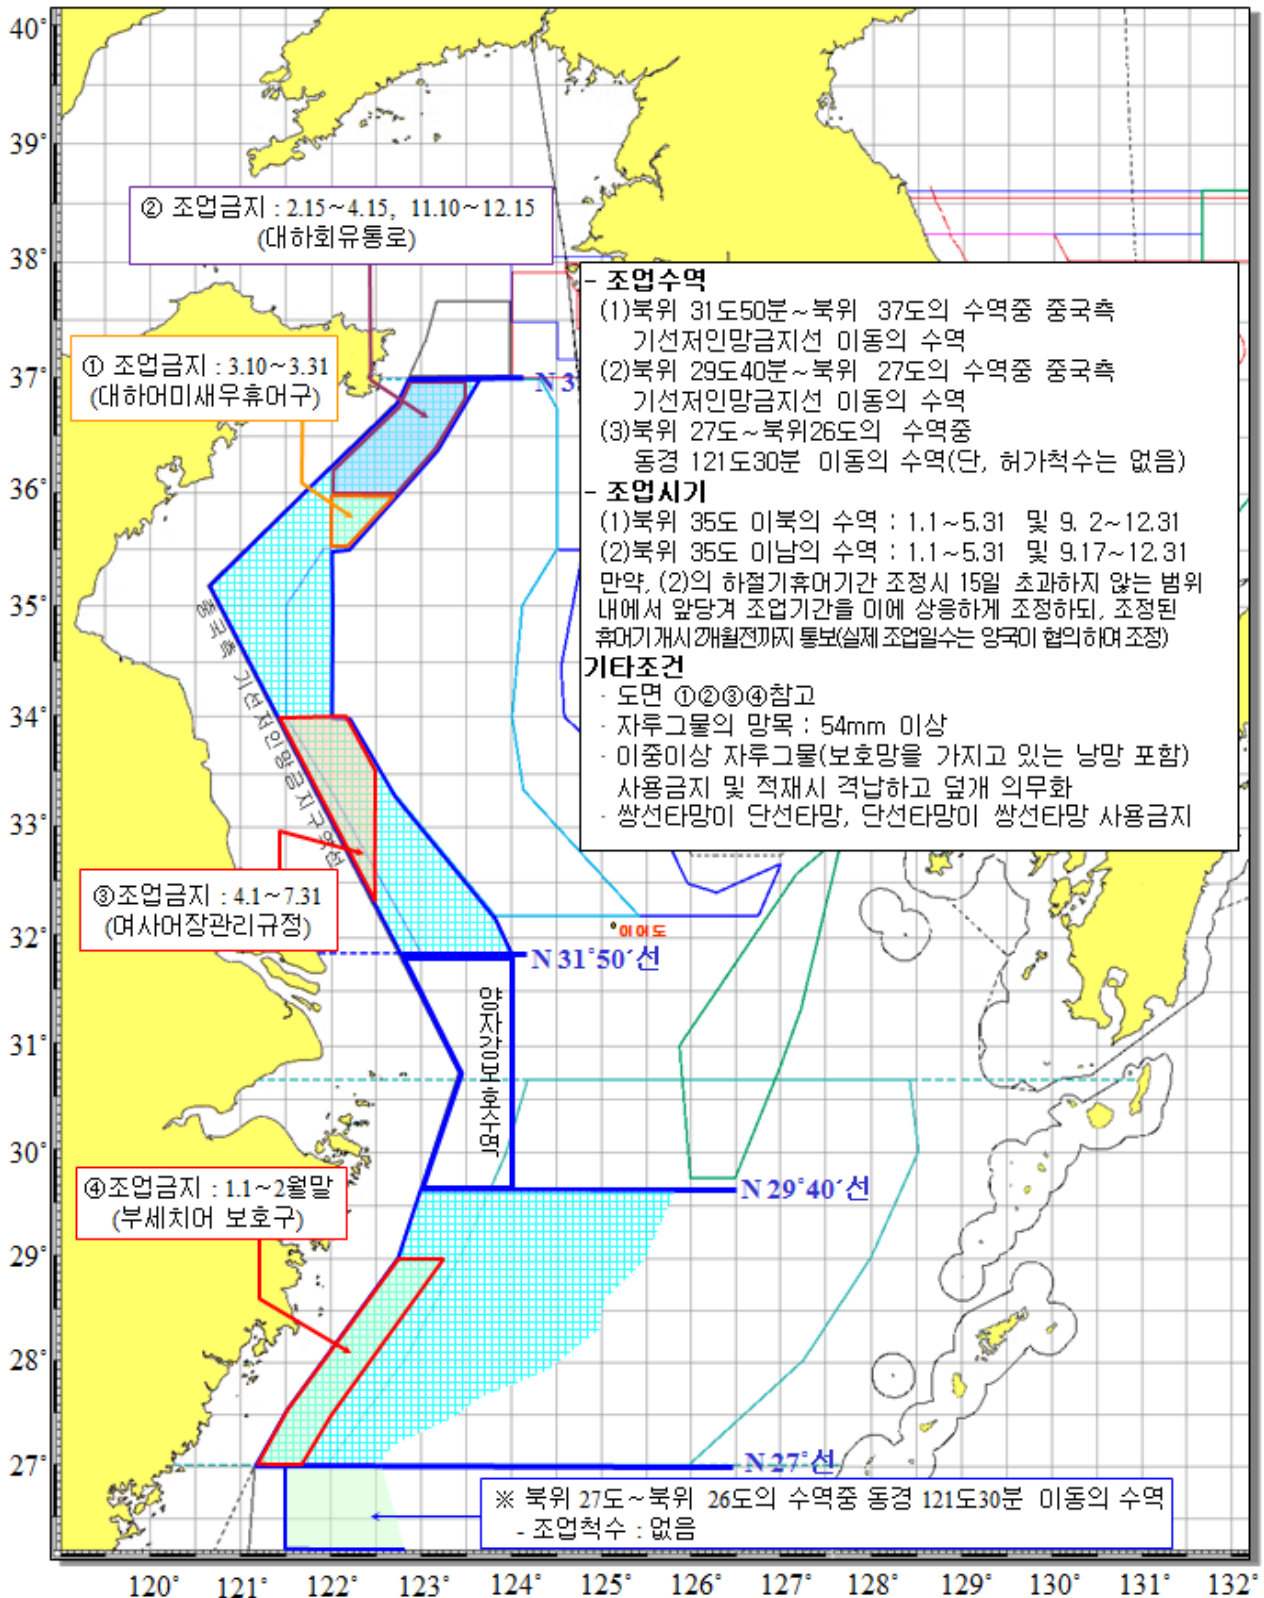 40°
39°
38°
37°
36°
35°
34°
33°
32°
31°
30°
29°
28°
27°
② 조업금지 : 2.15~4.15, 11.10~12.15
(대하회유통로)
① 조업금지 : 3.10~3.31
(대하어미새우휴어구)
N 3
- 조업수역
(1)북위 31도50분~북위 37도의 수역중 중국측
기선저인망금지선 이동의 수역
(2)북위 29도40분~북위 27도의 수역중 중국측
기선저인망금지선 이동의 수역
(3)북위 27도~북위26도의 수역중
동경 121도30분 이동의 수역(단, 허가척수는 없음)
- 조업시기
(1)북위 35도 이북의 수역 : 1.1~5.31 및 9. 2~12.31
(2)북위 35도 이남의 수역 : 1.1~5.31 및 9.17~12.31
만약, (2)의 하절기휴어기간 조정시 15일 초과하지 않는 범위
내에서 앞당겨 조업기간을 이에 상응하게 조정하되, 조정된
휴어기개시 2개월전까지 통보(실제 조업일수는 양국이 협의하여 조정)
기타조건
· 도면 ①②③④참고
· 자루그물의 망목 : 54mm 이상
· 이중이상 자루그물(보호망을 가지고 있는 낭망 포함)
사용금지 및 적재시 격납하고 덮개 의무화
· 쌍선타망이 단선타망, 단선타망이 쌍선타망 사용금지
중국측 기선저인망금지구역선
③조업금지 : 4.1~7.31
(여사어장관리규정)
이어도
N 31°50′선
양자강보호수역
④조업금지 : 1.1~2월말
(부세치어 보호구)
N 29°40′선
N 27°선
※ 북위 27도~북위 26도의 수역중 동경 121도30분 이동의 수역
- 조업척수 : 없음
120° 121° 122° 123° 124° 125° 126° 127° 128° 129° 130° 131° 132°